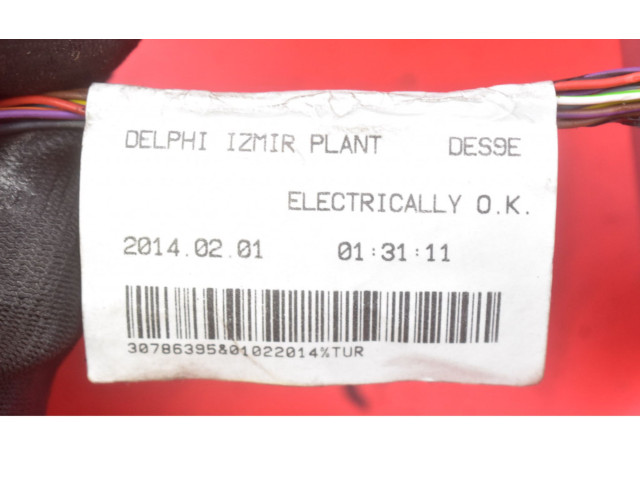 DELPHI IZMIR PLANT DES9E
ELECTRICALLY O.K.
2014.02.01 01:31:11
30786395&01022014%TUR